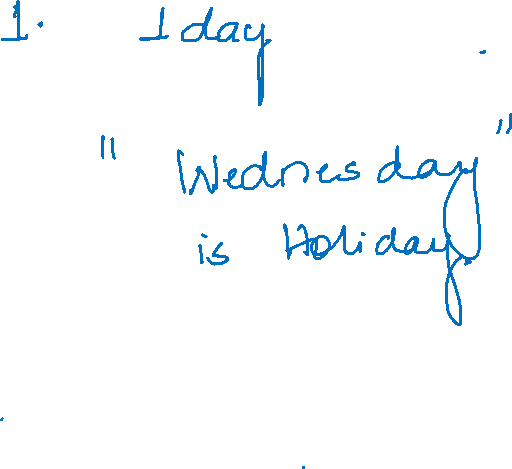 1. 1 day
" Wednesday "
is Holiday.